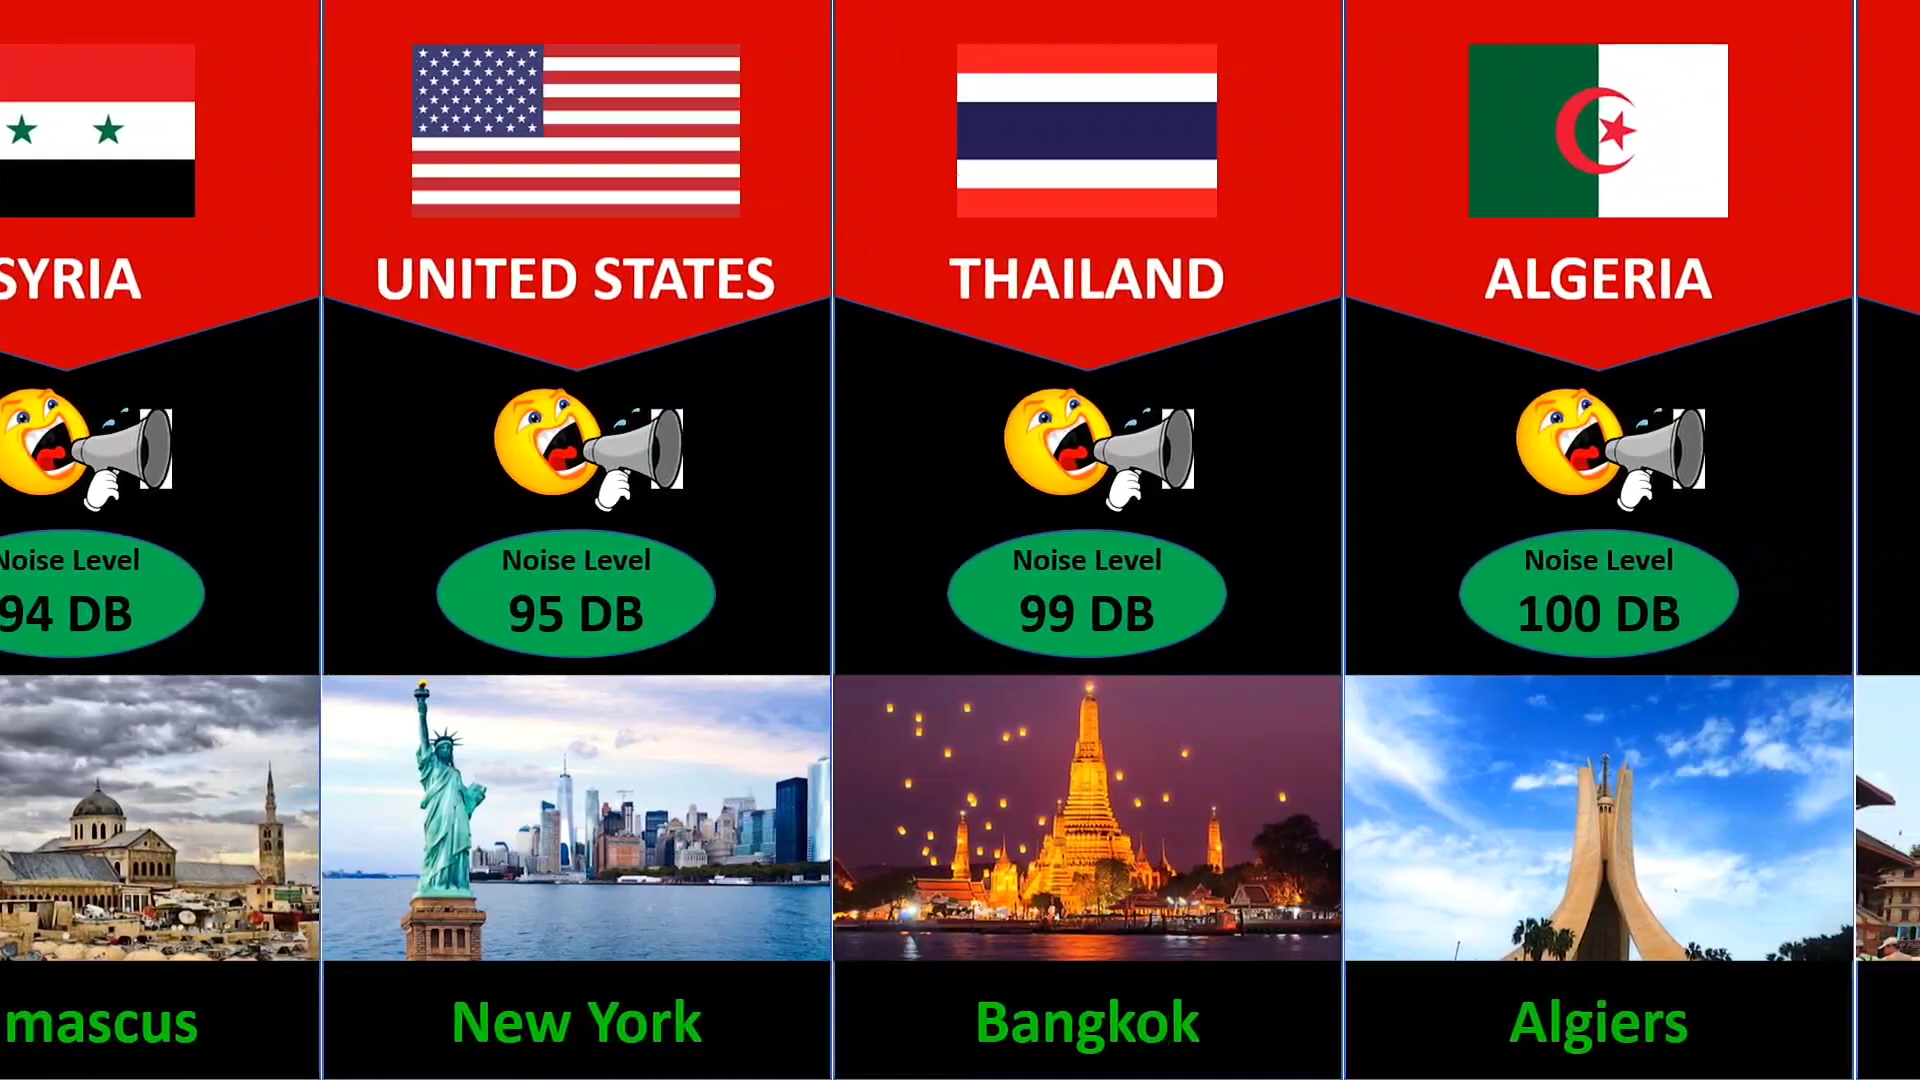 SYRIA
Noise Level
94 DB
mascus
UNITED STATES
Noise Level
95 DB
New York
THAILAND
Noise Level
99 DB
Bangkok
ALGERIA
Noise Level
100 DB
Algiers